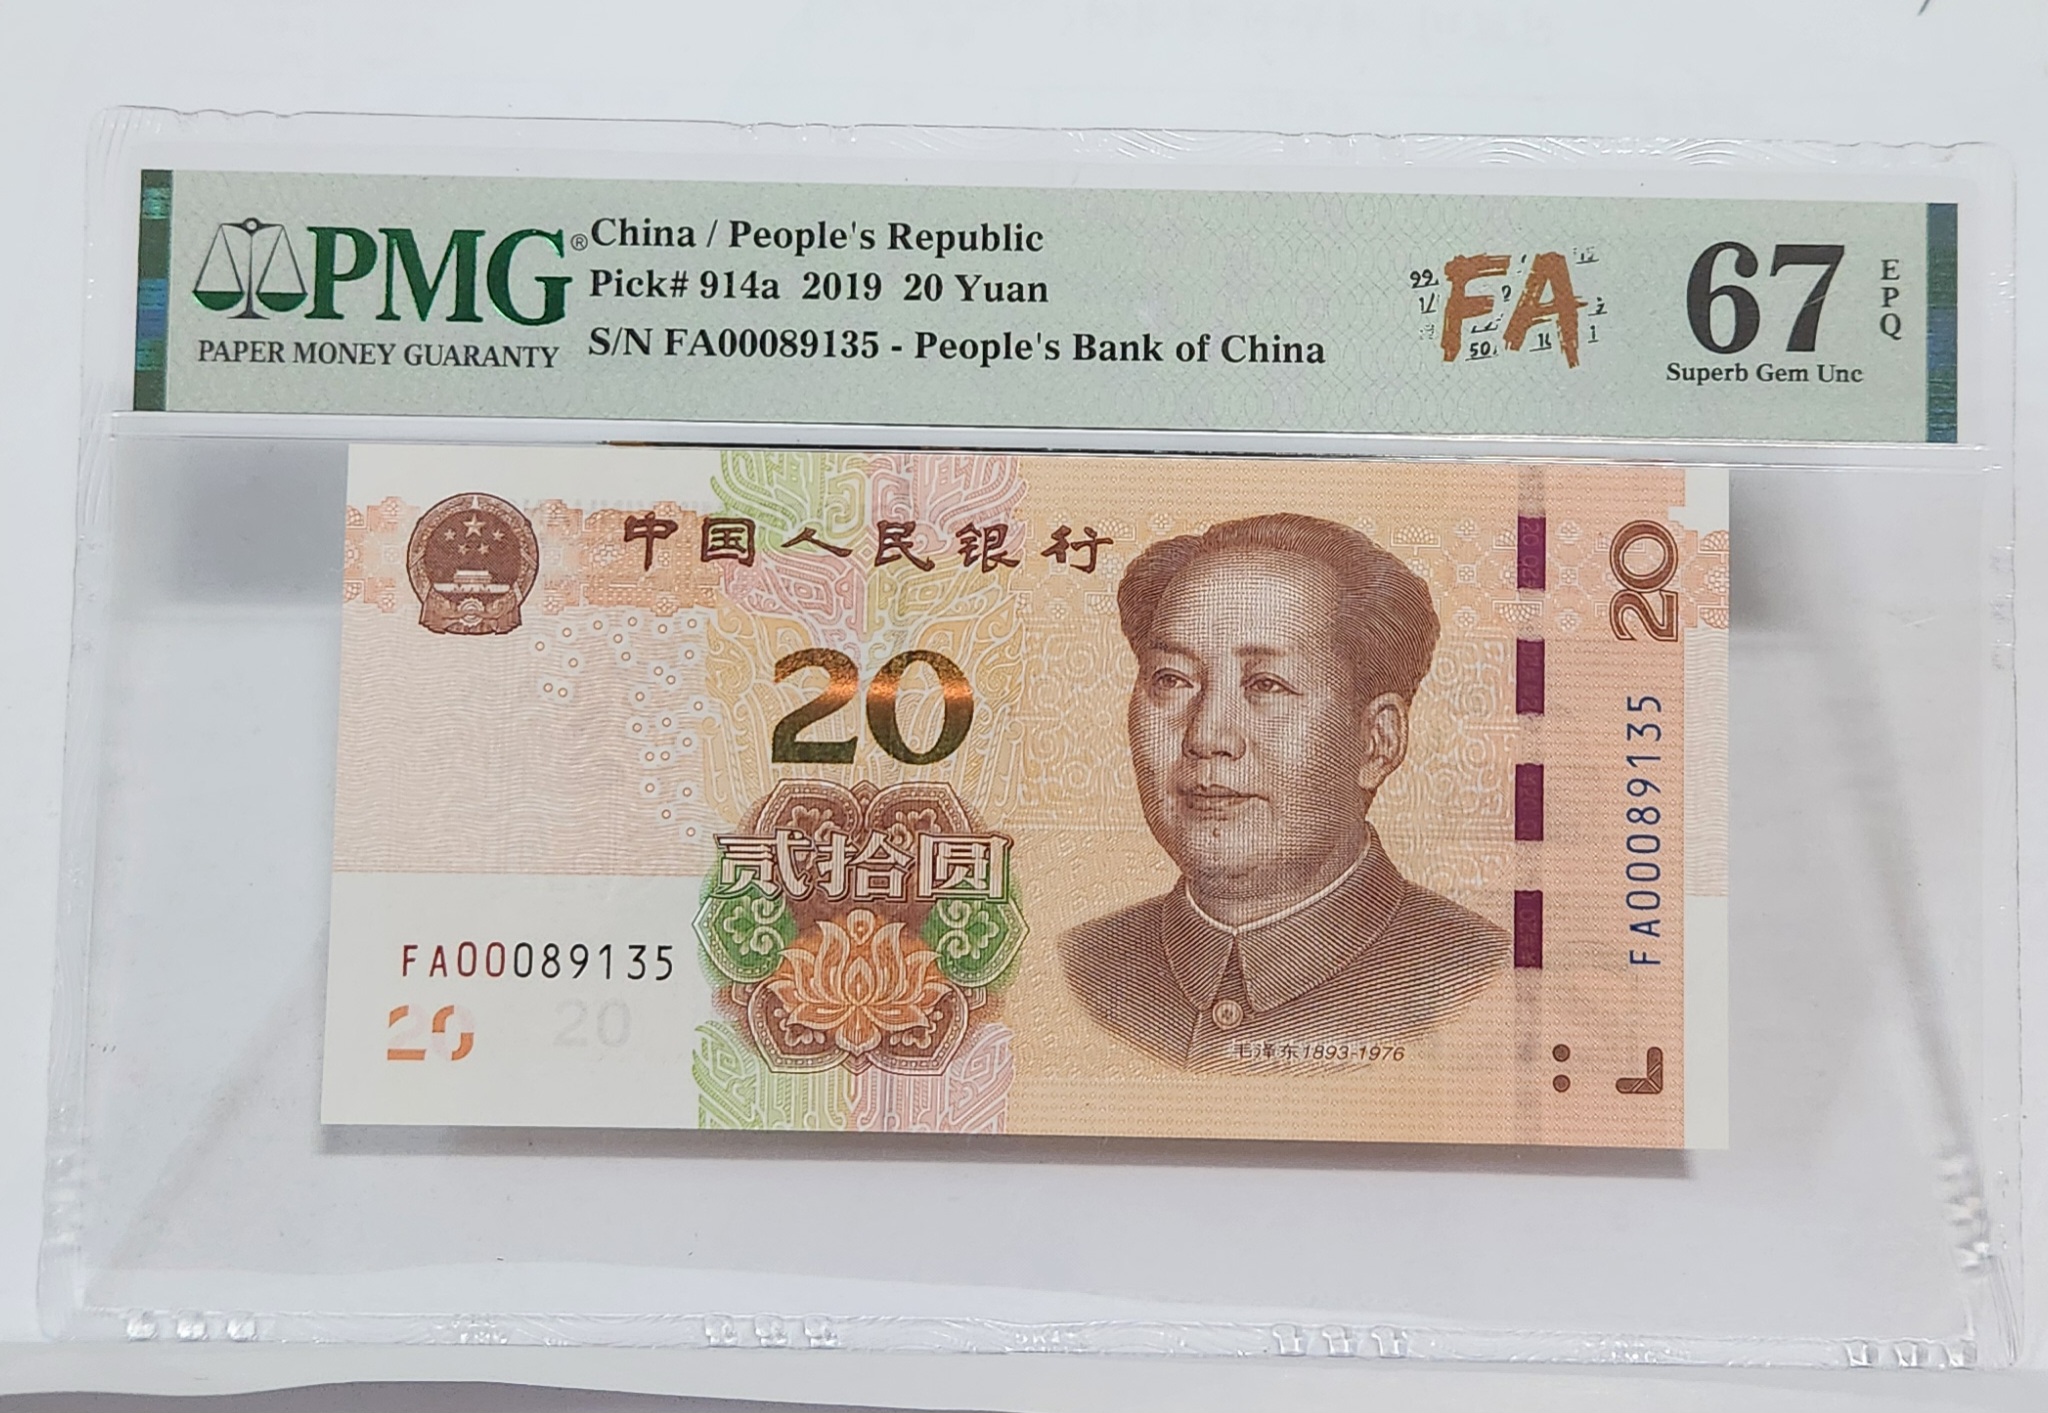 PMG®
PAPER MONEY GUARANTY
China / People's Republic
Pick# 914a 2019 20 Yuan
S/N FA00089135 - People's Bank of China
FA
67
EPQ
Superb Gem Unc
中国人民银行
20
20
贰拾圆
FA00089135
FA00089135
20
20
毛泽东1893-1976